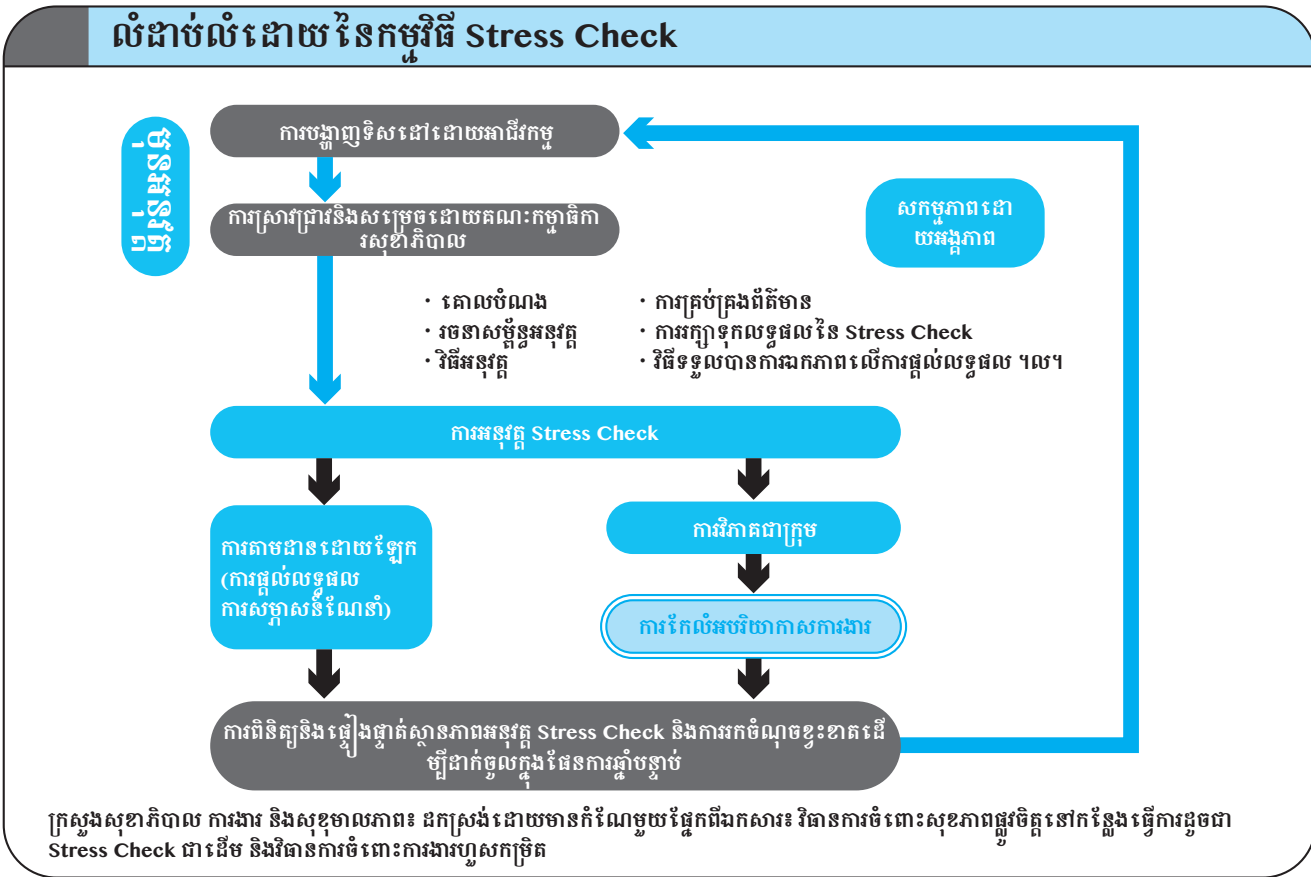 លំដាប់លំដោយនៃកម្មវិធី Stress Check
មុនអនុវត្ត
ការបង្ហាញទិសដៅដោយអាជីវកម្ម
ការស្រាវជ្រាវនិងសម្រេចដោយគណៈកម្មាធិកា
រសុខាភិបាល
សកម្មភាពដោ
យអង្គភាព
· គោលបំណង
· រចនាសម្ព័ន្ធអនុវត្ត
· វិធីអនុវត្ត
· ការគ្រប់គ្រងព័ត៌មាន
· ការរក្សាទុកលទ្ធផលនៃ Stress Check
· វិធីទទួលបានការឯកភាពលើការផ្តល់លទ្ធផល ។ល។
ការអនុវត្ត Stress Check
ការតាមដានដោយឡែក
(ការផ្តល់លទ្ធផល
ការសម្ភាសន៍ណែនាំ)
ការវិភាគជាក្រុម
ការកែលំអបរិយាកាសការងារ
ការពិនិត្យនិងផ្ទៀងផ្ទាត់ស្ថានភាពអនុវត្ត Stress Check និងការរកចំណុចខ្វះខាតដើ
ម្បីដាក់ចូលក្នុងផែនការឆ្នាំបន្ទាប់
ក្រសួងសុខាភិបាល ការងារ និងសុខុមាលភាព៖ ដកស្រង់ដោយមានកំណែមួយផ្នែកពីឯកសារ៖ វិធានការចំពោះសុខភាពផ្លូវចិត្តនៅកន្លែងធ្វើការដូចជា
Stress Check ជាដើម និងវិធានការចំពោះការងារហួសកម្រិត